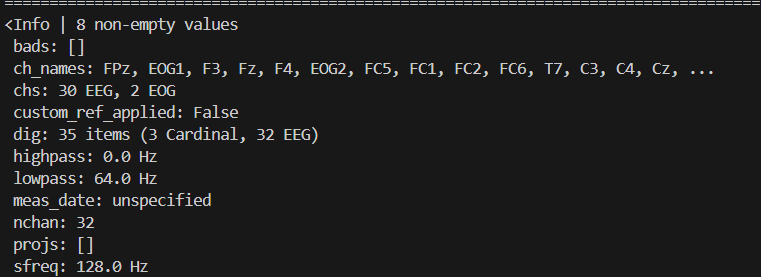 ================================================================================
<Info | 8 non-empty values
bads: []
ch_names: FPz, EOG1, F3, Fz, F4, EOG2, FC5, FC1, FC2, FC6, T7, C3, C4, Cz, ...
chs: 30 EEG, 2 EOG
custom_ref_applied: False
dig: 35 items (3 Cardinal, 32 EEG)
highpass: 0.0 Hz
lowpass: 64.0 Hz
meas_date: unspecified
nchan: 32
projs: []
sfreq: 128.0 Hz